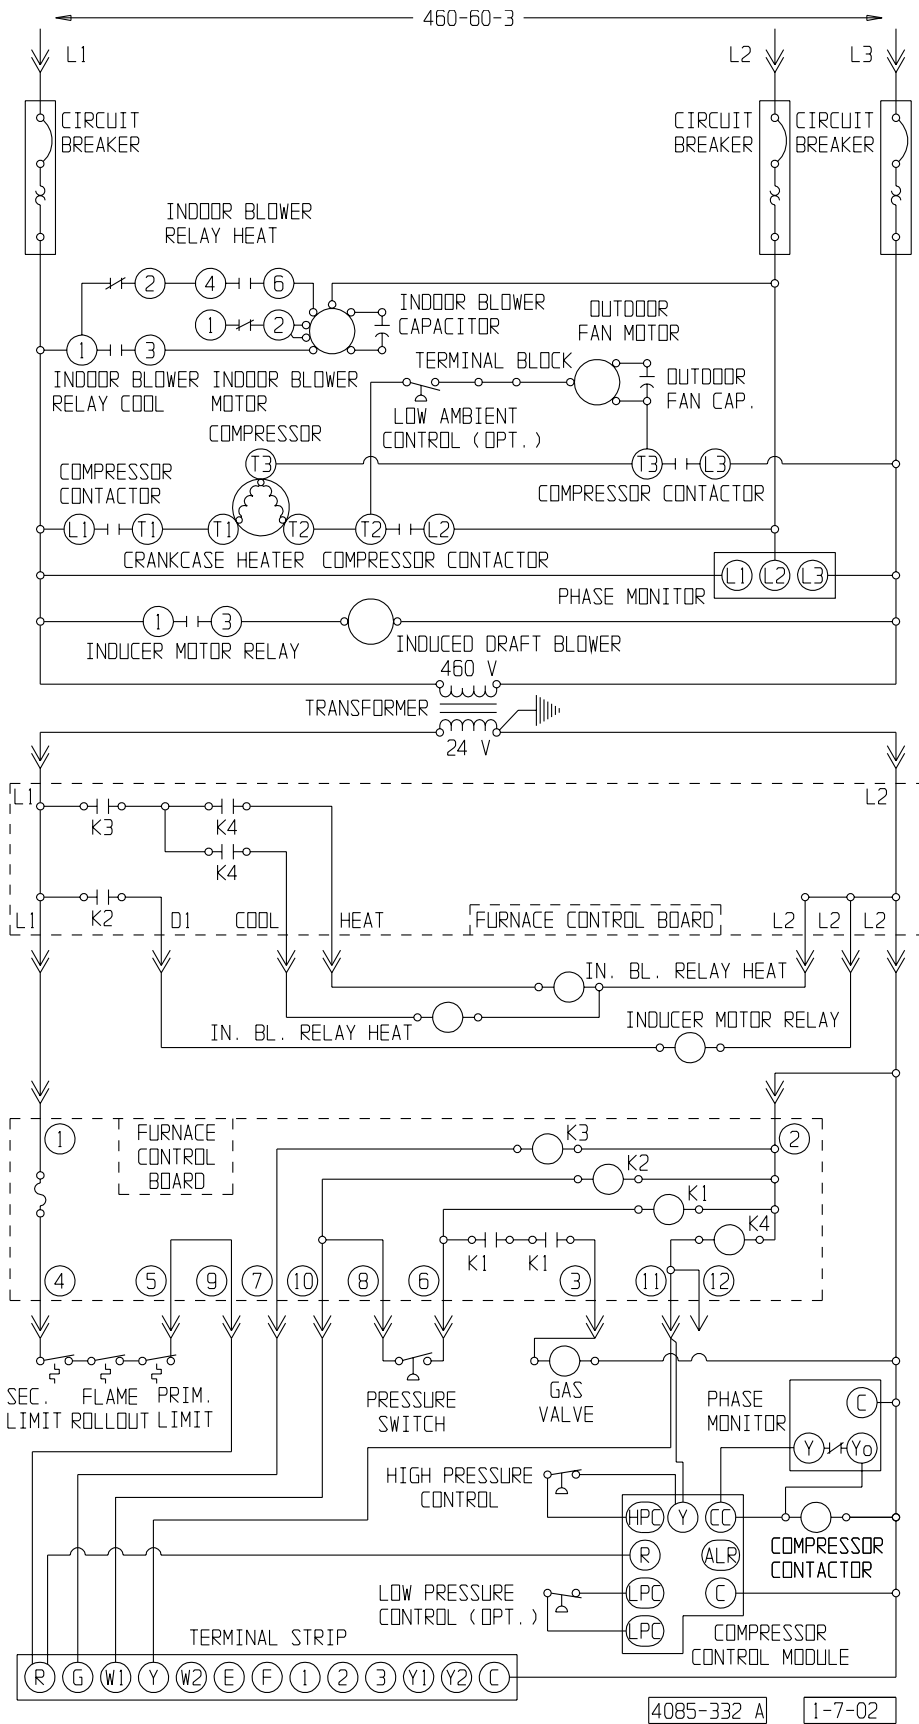 460-60-3
L1
L2
L3
CIRCUIT
BREAKER
CIRCUIT
BREAKER
CIRCUIT
BREAKER
INDOOR BLOWER
RELAY HEAT
2
4
6
1
2
INDOOR BLOWER
CAPACITOR
OUTDOOR
FAN MOTOR
1
3
INDOOR BLOWER
RELAY COOL
INDOOR BLOWER
MOTOR
TERMINAL BLOCK
OUTDOOR
FAN CAP.
LOW AMBIENT
CONTROL (OPT.)
COMPRESSOR
T3
T3
L3
COMPRESSOR CONTACTOR
COMPRESSOR
CONTACTOR
L1
T1
T1
T2
T2
L2
CRANKCASE HEATER
COMPRESSOR CONTACTOR
L1
L2
L3
PHASE MONITOR
1
3
INDUCER MOTOR RELAY
INDUCED DRAFT BLOWER
460 V
TRANSFORMER
24 V
L1
L2
K3
K4
K4
K2
L1
D1
COOL
HEAT
FURNACE CONTROL BOARD
L2
L2
L2
IN. BL. RELAY HEAT
IN. BL. RELAY HEAT
INDUCER MOTOR RELAY
1
FURNACE
CONTROL
BOARD
K3
2
K2
K1
K4
K1
K1
4
5
9
7
10
8
6
3
11
12
SEC.
LIMIT
FLAME
ROLLOUT
PRIM.
LIMIT
PRESSURE
SWITCH
GAS
VALVE
PHASE
MONITOR
C
Y
Yo
HIGH PRESSURE
CONTROL
HPC
Y
CC
COMPRESSOR
CONTACTOR
R
ALR
LOW PRESSURE
CONTROL (OPT.)
LPC
C
LPC
COMPRESSOR
CONTROL MODULE
TERMINAL STRIP
R
G
W1
Y
W2
E
F
1
2
3
Y1
Y2
C
4085-332 A
1-7-02